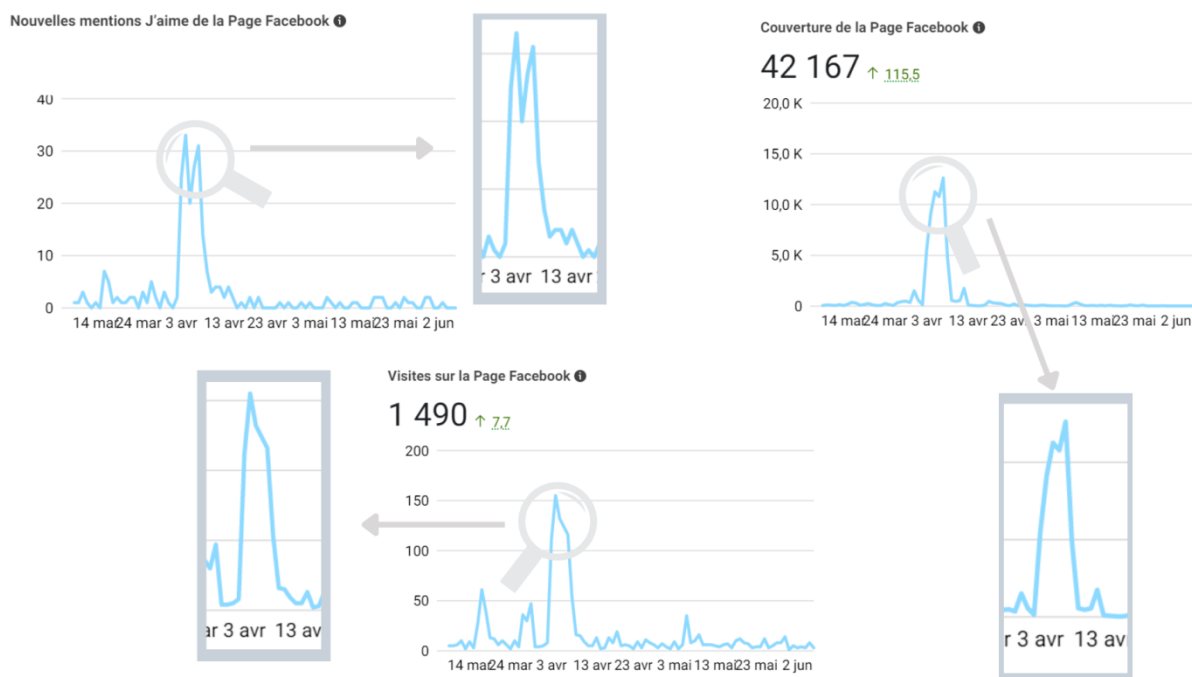 Nouvelles mentions J'aime de la Page Facebook
40
30
20
10
0
14 mar 24 mar 3 avr 13 avr 23 avr 3 mai 13 mai 23 mai 2 jun
r 3 avr 13 avr
Couverture de la Page Facebook
42 167 ↑ 115,5
20,0 K
15,0 K
10,0 K
5,0 K
0
14 mar 24 mar 3 avr 13 avr 23 avr 3 mai 13 mai 23 mai 2 jun
Visites sur la Page Facebook
1 490 ↑ 7,7
200
150
100
50
0
14 mar 24 mar 3 avr 13 avr 23 avr 3 mai 13 mai 23 mai 2 jun
ar 3 avr 13 av
r 3 avr 13 av